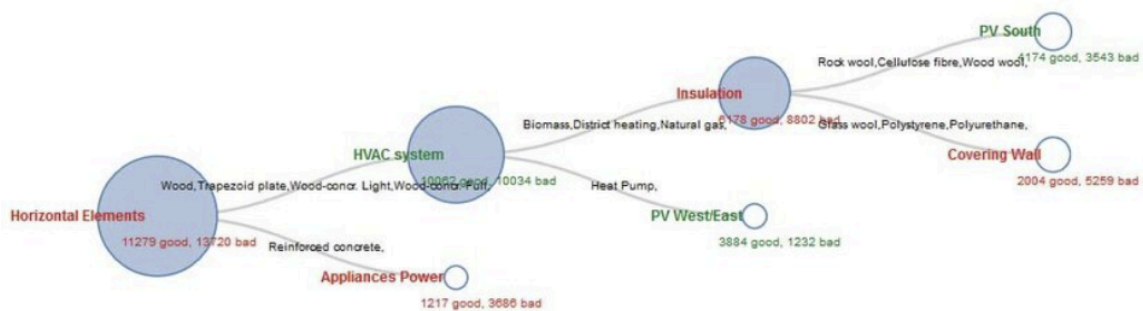 PV South
4174 good, 3543 bad
Rock wool,Cellulose fibre,Wood wool,
Insulation
6178 good, 8802 bad
Biomass,District heating,Natural gas,
Glass wool,Polystyrene,Polyurethane,
HVAC system
Covering Wall
10062 good, 10034 bad
Wood,Trapezoid plate,Wood-concr. Light,Wood-concr. Full,
Heat Pump,
2004 good, 5259 bad
Horizontal Elements
PV West/East
11279 good, 13720 bad
3884 good, 1232 bad
Reinforced concrete,
Appliances Power
1217 good, 3686 bad